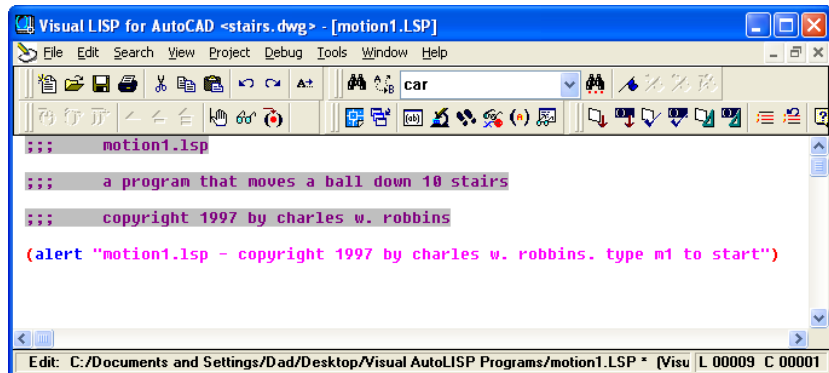 Visual LISP for AutoCAD <stairs.dwg> - [motion1.LSP]
File Edit Search View Project Debug Tools Window Help
car
;;; motion1.lsp
;;; a program that moves a ball down 10 stairs
;;; copyright 1997 by charles w. robbins
(alert "motion1.lsp - copyright 1997 by charles w. robbins. type m1 to start")
Edit: C:/Documents and Settings/Dad/Desktop/Visual AutoLISP Programs/motion1.LSP * (Visu L 00009 C 00001